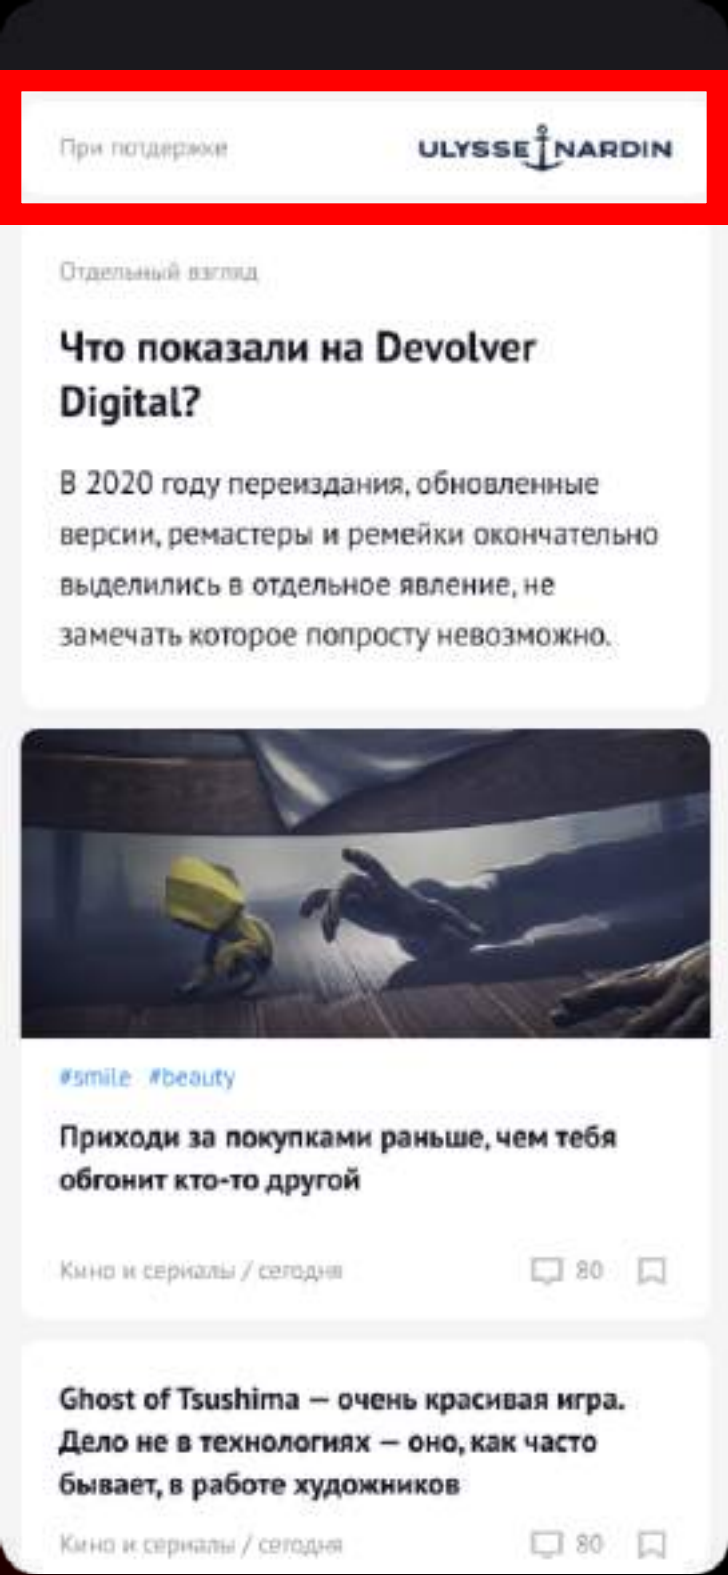 При поддержке
ULYSSE NARDIN
Отдельный взгляд
Что показали на Devolver
Digital?
В 2020 году переиздания, обновленные
версии, ремастеры и ремейки окончательно
выделились в отдельное явление, не
замечать которое попросту невозможно.
#smile #beauty
Приходи за покупками раньше, чем тебя
обгонит кто-то другой
Кино и сериалы / сегодня
80
Ghost of Tsushima — очень красивая игра.
Дело не в технологиях — оно, как часто
бывает, в работе художников
Кино и сериалы / сегодня
80